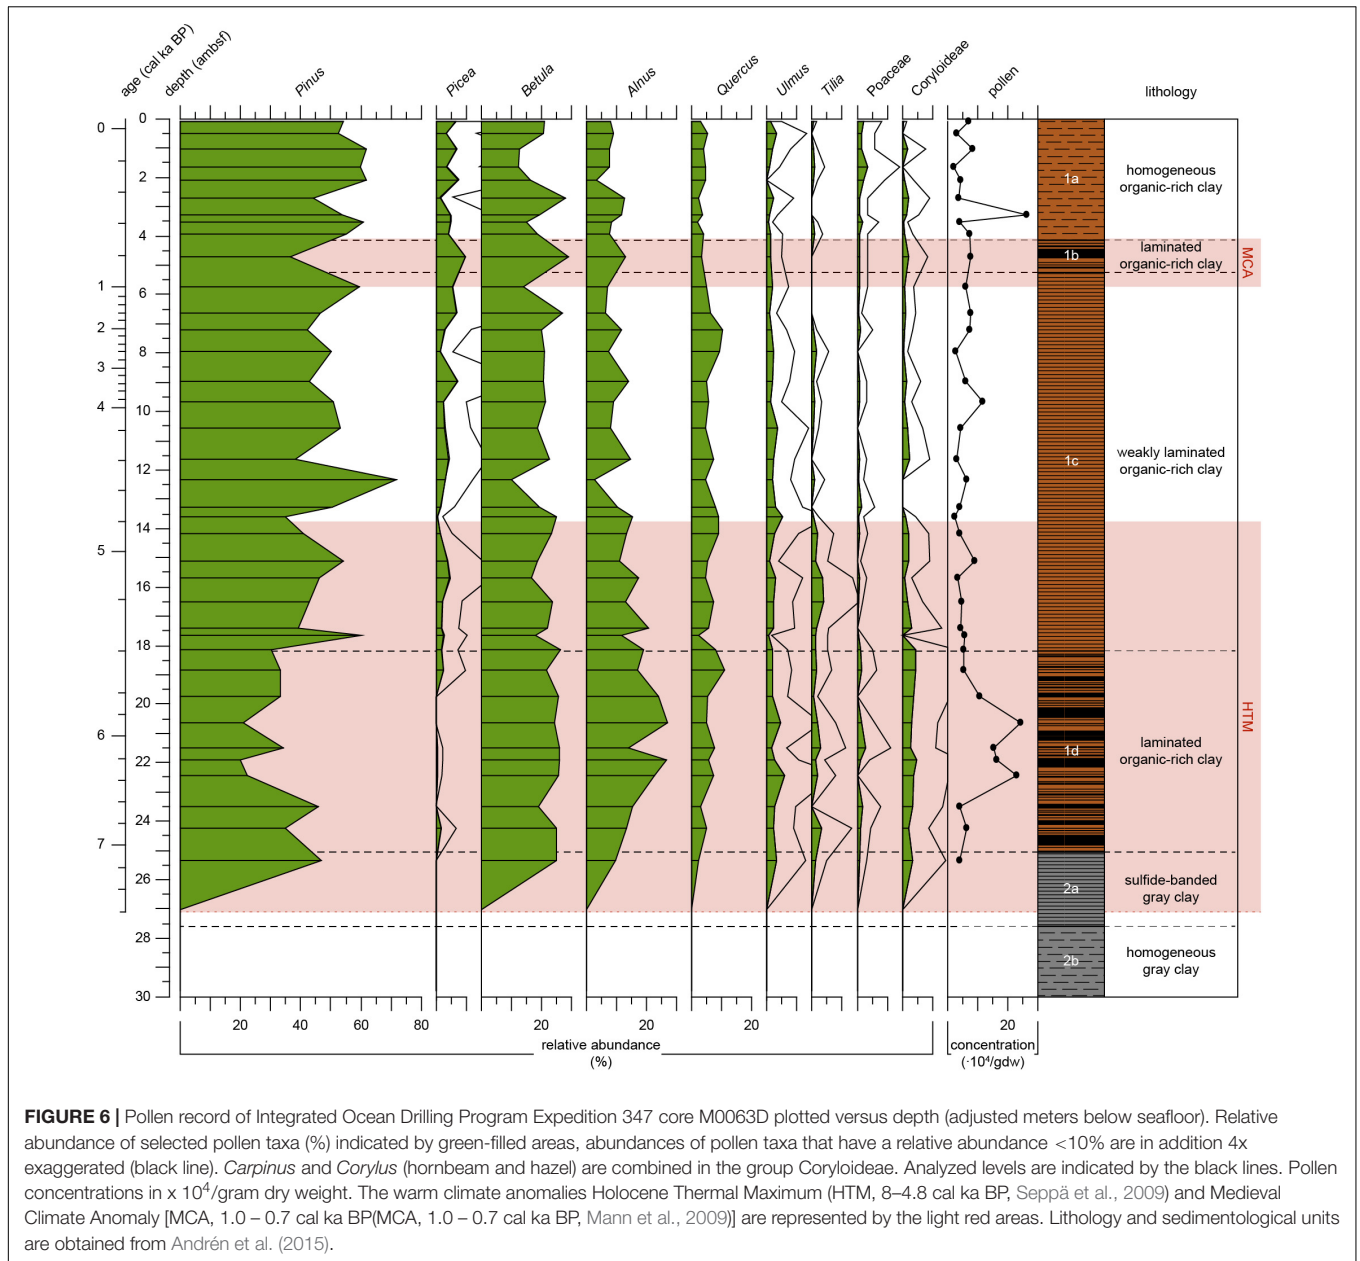 age (cal ka BP)
depth (ambsf)
Pinus
Picea
Betula
Alnus
Quercus
Ulmus
Tilia
Poaceae
Coryloideae
pollen
lithology
0
1
2
3
4
5
6
7
0
2
4
6
8
10
12
14
16
18
20
22
24
26
28
30
1a
1b
1c
1d
2a
2b
homogeneous
organic-rich clay
laminated
organic-rich clay
weakly laminated
organic-rich clay
laminated
organic-rich clay
sulfide-banded
gray clay
homogeneous
gray clay
MCA
HTM
20 40 60 80 20 20 20 20
relative abundance
(%)
concentration
(·10⁴/gdw)
FIGURE 6 | Pollen record of Integrated Ocean Drilling Program Expedition 347 core M0063D plotted versus depth (adjusted meters below seafloor). Relative
abundance of selected pollen taxa (%) indicated by green-filled areas, abundances of pollen taxa that have a relative abundance <10% are in addition 4x
exaggerated (black line). Carpinus and Corylus (hornbeam and hazel) are combined in the group Coryloideae. Analyzed levels are indicated by the black lines. Pollen
concentrations in x 10⁴/gram dry weight. The warm climate anomalies Holocene Thermal Maximum (HTM, 8–4.8 cal ka BP, Seppä et al., 2009) and Medieval
Climate Anomaly [MCA, 1.0 – 0.7 cal ka BP(MCA, 1.0 – 0.7 cal ka BP, Mann et al., 2009)] are represented by the light red areas. Lithology and sedimentological units
are obtained from Andrén et al. (2015).